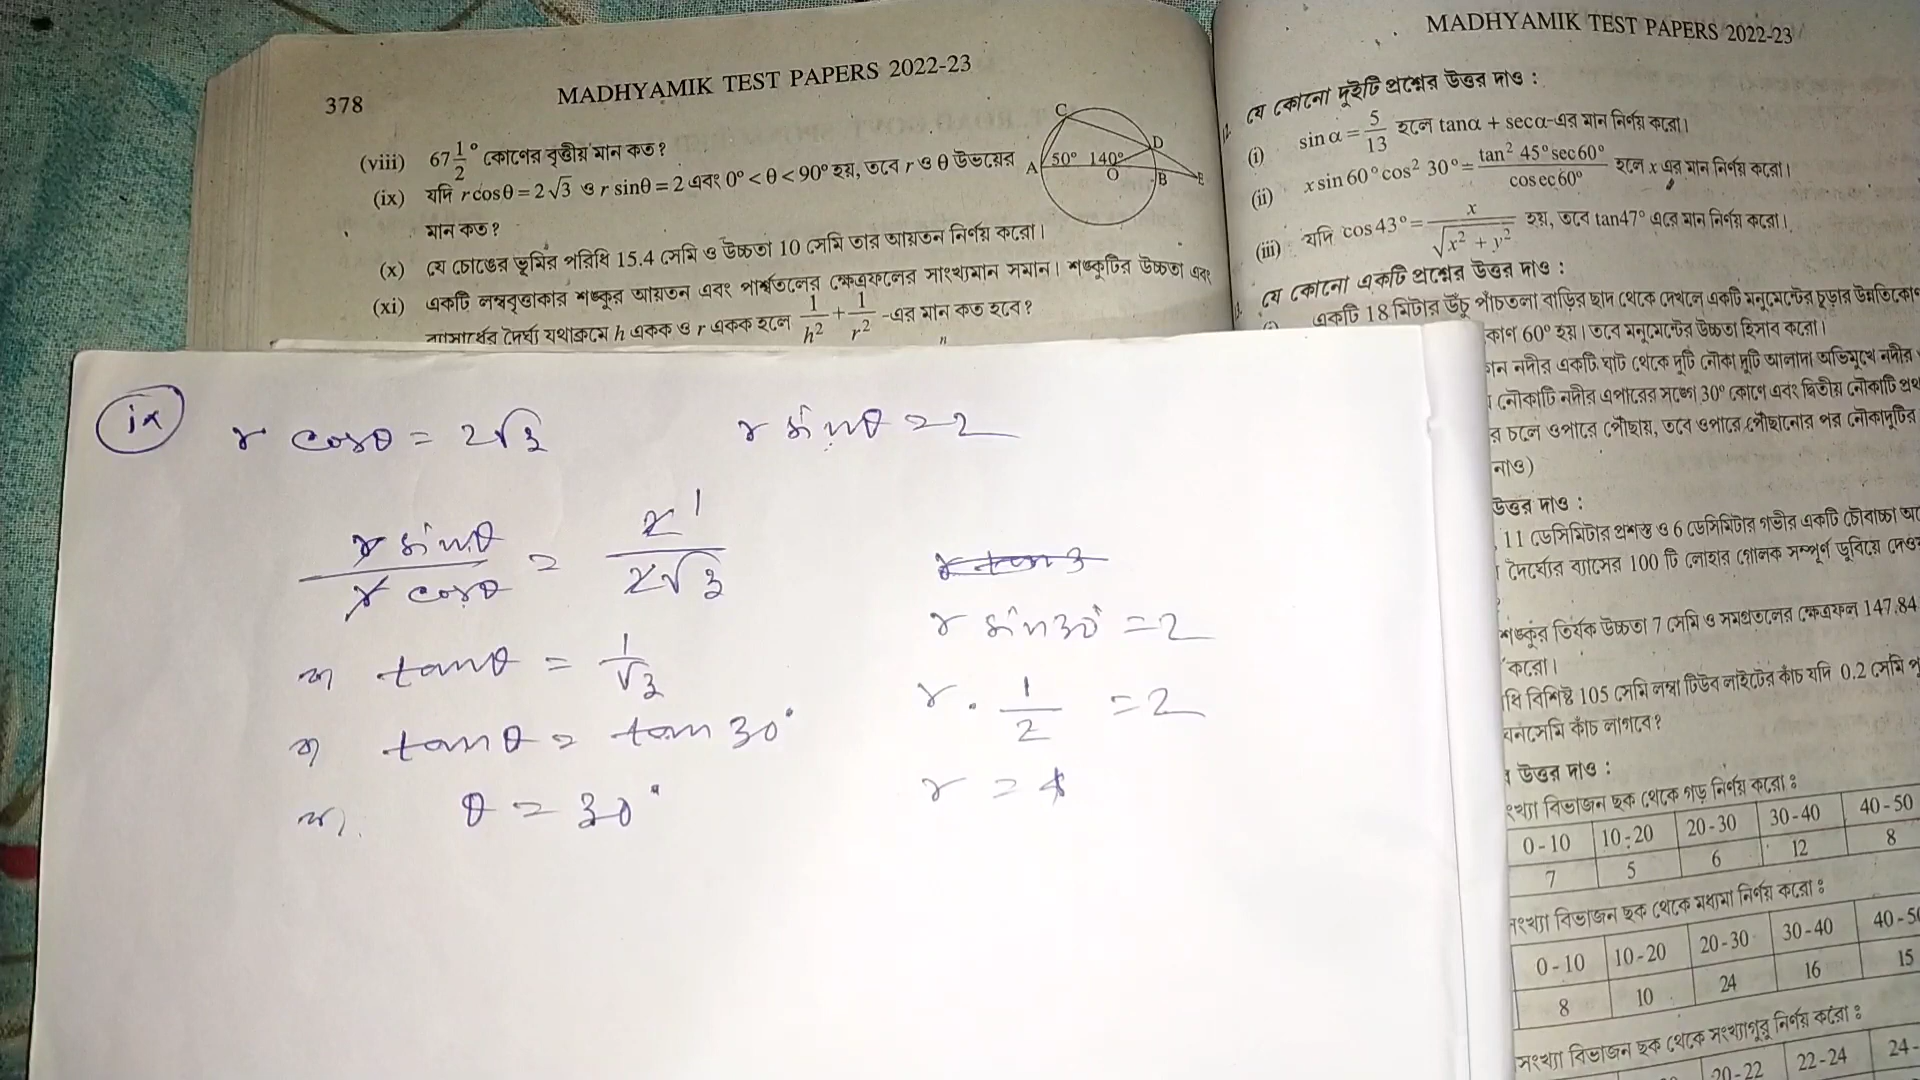 378
MADHYAMIK TEST PAPERS 2022-23
(viii) 67 1/2° কোণের বৃত্তীয় মান কত?
(ix) যদি r cosθ = 2√3 ও r sinθ = 2 এবং 0° < θ < 90° হয়, তবে r ও θ উভয়ের
মান কত?
(x) যে চোঙের ভূমির পরিধি 15.4 সেমি ও উচ্চতা 10 সেমি তার আয়তন নির্ণয় করো।
(xi) একটি লম্ববৃত্তাকার শঙ্কুর আয়তন এবং পার্শ্বতলের ক্ষেত্রফলের সাংখ্যমান সমান। শঙ্কুটির উচ্চতা এবং
ব্যাসার্ধের দৈর্ঘ্য যথাক্রমে h একক ও r একক হলে 1/h² + 1/r² -এর মান কত হবে?
C
D
A 50° 140°
O B E
ix
r cosθ = 2√3 r sinθ = 2
r sinθ / r cosθ = 2 1 / 2√3
tanθ = 1/√3
tanθ = tan 30°
θ = 30°
r tan 3
r sin30° = 2
r . 1/2 = 2
r = 4
MADHYAMIK TEST PAPERS 2022-23
যে কোনো দুইটি প্রশ্নের উত্তর দাও :
(i) sin α = 5/13 হলে tanα + secα-এর মান নির্ণয় করো।
(ii) x sin 60° cos² 30° = tan² 45° sec60° / cosec60° হলে x এর মান নির্ণয় করো।
(iii) যদি cos 43° = x / √x² + y² হয়, তবে tan47° এর মান নির্ণয় করো।
যে কোনো একটি প্রশ্নের উত্তর দাও :
একটি 18 মিটার উঁচু পাঁচতলা বাড়ির ছাদ থেকে দেখলে একটি মনুমেন্টের চূড়ার উন্নতিকোণ
কোণ 60° হয়। তবে মনুমেন্টের উচ্চতা হিসাব করো।
নদীর একটি ঘাট থেকে দুটি নৌকা দুটি আলাদা অভিমুখে নদীর
নৌকাটি নদীর এপারের সঙ্গে 30° কোণে এবং দ্বিতীয় নৌকাটি
চলে ওপারে পৌঁছায়, তবে ওপারে পৌঁছানোর পর নৌকাদুটির
নাও)
উত্তর দাও :
11 ডেসিমিটার প্রশস্ত ও 6 ডেসিমিটার গভীর একটি চৌবাচ্চা
দৈর্ঘ্যের ব্যাসের 100 টি লোহার গোলক সম্পূর্ণ ডুবিয়ে
শঙ্কুর তির্যক উচ্চতা 7 সেমি ও সমগ্রতলের ক্ষেত্রফল 147.84
করো।
বিশিষ্ট 105 সেমি লম্বা টিউব লাইটের কাঁচ যদি 0.2 সেমি
ঘনসেমি কাঁচ লাগবে?
উত্তর দাও :
বিভাজন ছক থেকে গড় নির্ণয় করো :
0-10 10-20 20-30 30-40 40-50
7 5 6 12 8
সংখ্যা বিভাজন ছক থেকে মধ্যমা নির্ণয় করো :
0-10 10-20 20-30 30-40
8 10 24 16 15
সংখ্যা বিভাজন ছক থেকে সংখ্যাগুরু নির্ণয় করো :
20-22 22-24